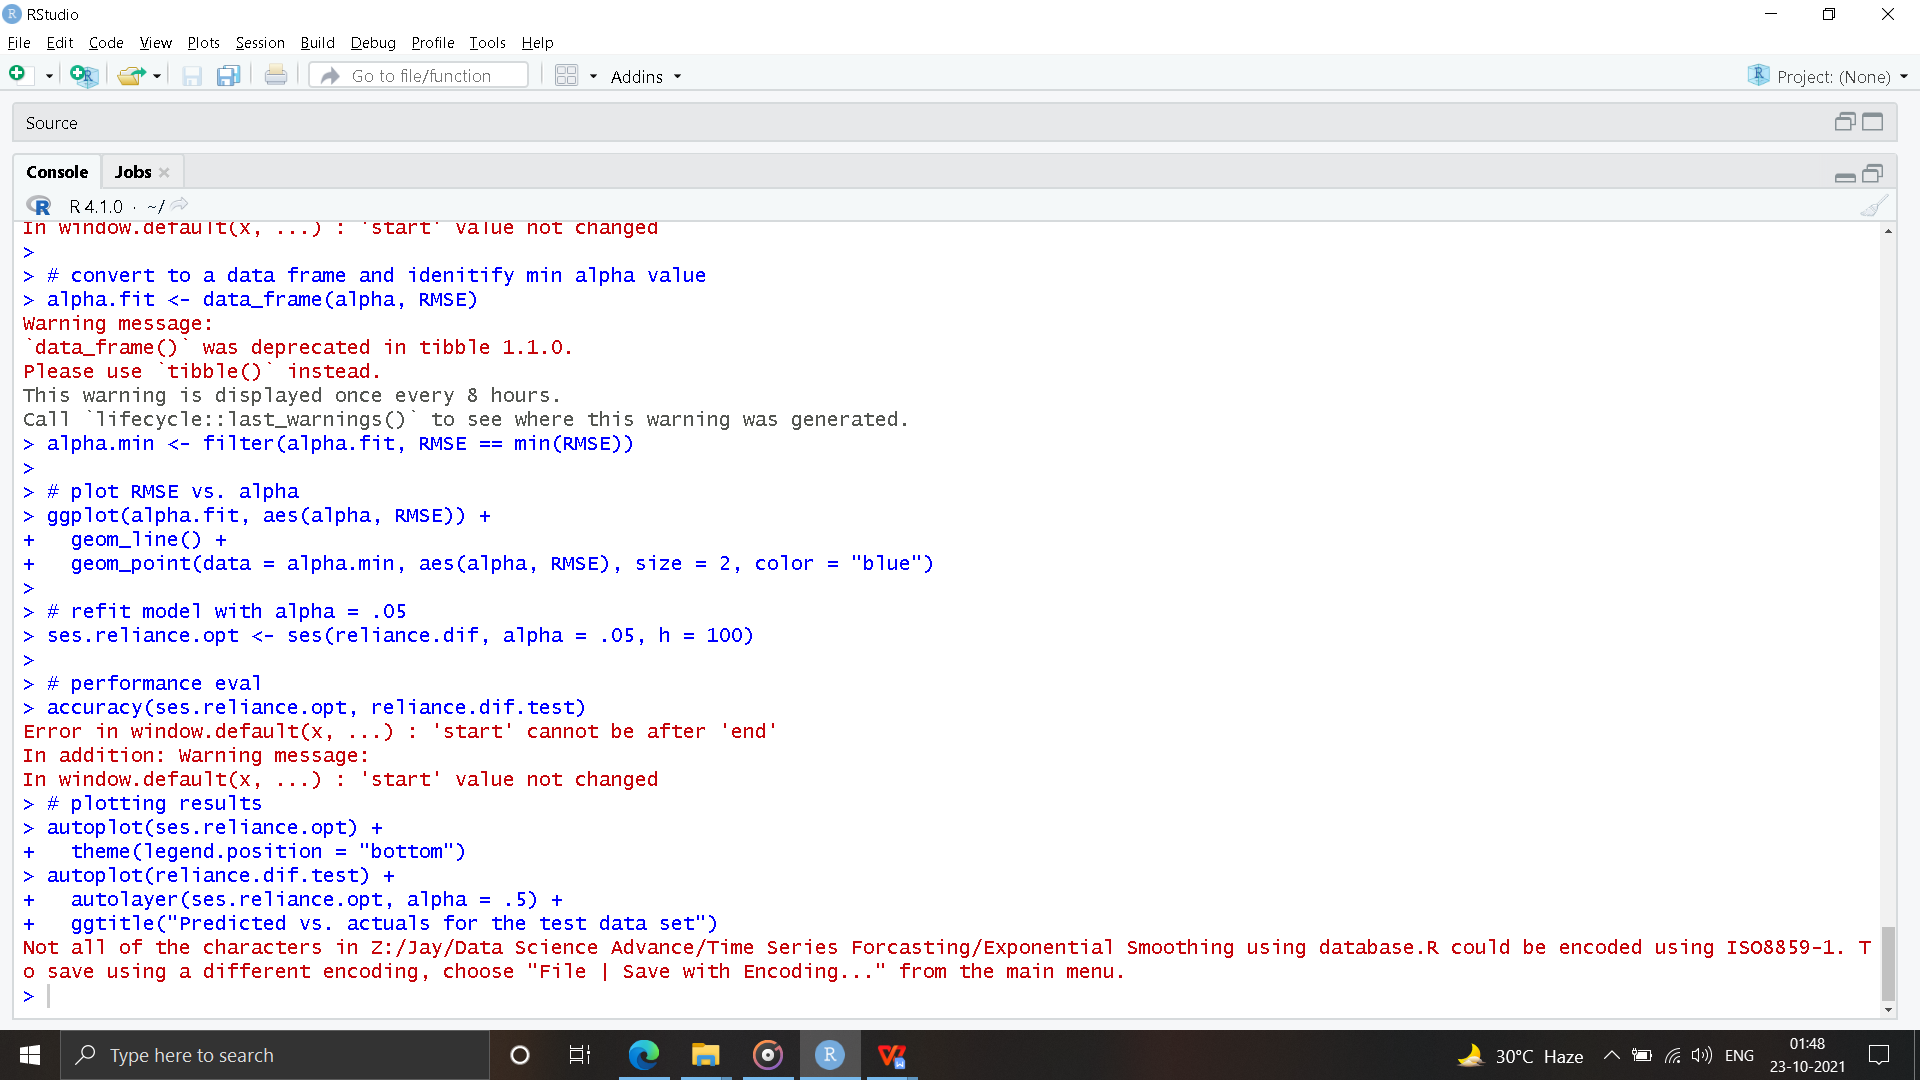 RStudio
File Edit Code View Plots Session Build Debug Profile Tools Help
Go to file/function Addins Project: (None)
Source
Console Jobs
R 4.1.0 · ~/
In window.default(x, ...) : 'start' value not changed
>
> # convert to a data frame and idenitify min alpha value
> alpha.fit <- data_frame(alpha, RMSE)
Warning message:
`data_frame()` was deprecated in tibble 1.1.0.
Please use `tibble()` instead.
This warning is displayed once every 8 hours.
Call `lifecycle::last_warnings()` to see where this warning was generated.
> alpha.min <- filter(alpha.fit, RMSE == min(RMSE))
>
> # plot RMSE vs. alpha
> ggplot(alpha.fit, aes(alpha, RMSE)) +
+   geom_line() +
+   geom_point(data = alpha.min, aes(alpha, RMSE), size = 2, color = "blue")
>
> # refit model with alpha = .05
> ses.reliance.opt <- ses(reliance.dif, alpha = .05, h = 100)
>
> # performance eval
> accuracy(ses.reliance.opt, reliance.dif.test)
Error in window.default(x, ...) : 'start' cannot be after 'end'
In addition: Warning message:
In window.default(x, ...) : 'start' value not changed
> # plotting results
> autoplot(ses.reliance.opt) +
+   theme(legend.position = "bottom")
> autoplot(reliance.dif.test) +
+   autolayer(ses.reliance.opt, alpha = .5) +
+   ggtitle("Predicted vs. actuals for the test data set")
Not all of the characters in Z:/Jay/Data Science Advance/Time Series Forcasting/Exponential Smoothing using database.R could be encoded using ISO8859-1. T
o save using a different encoding, choose "File | Save with Encoding..." from the main menu.
>
Type here to search 30°C Haze ENG 01:48
23-10-2021